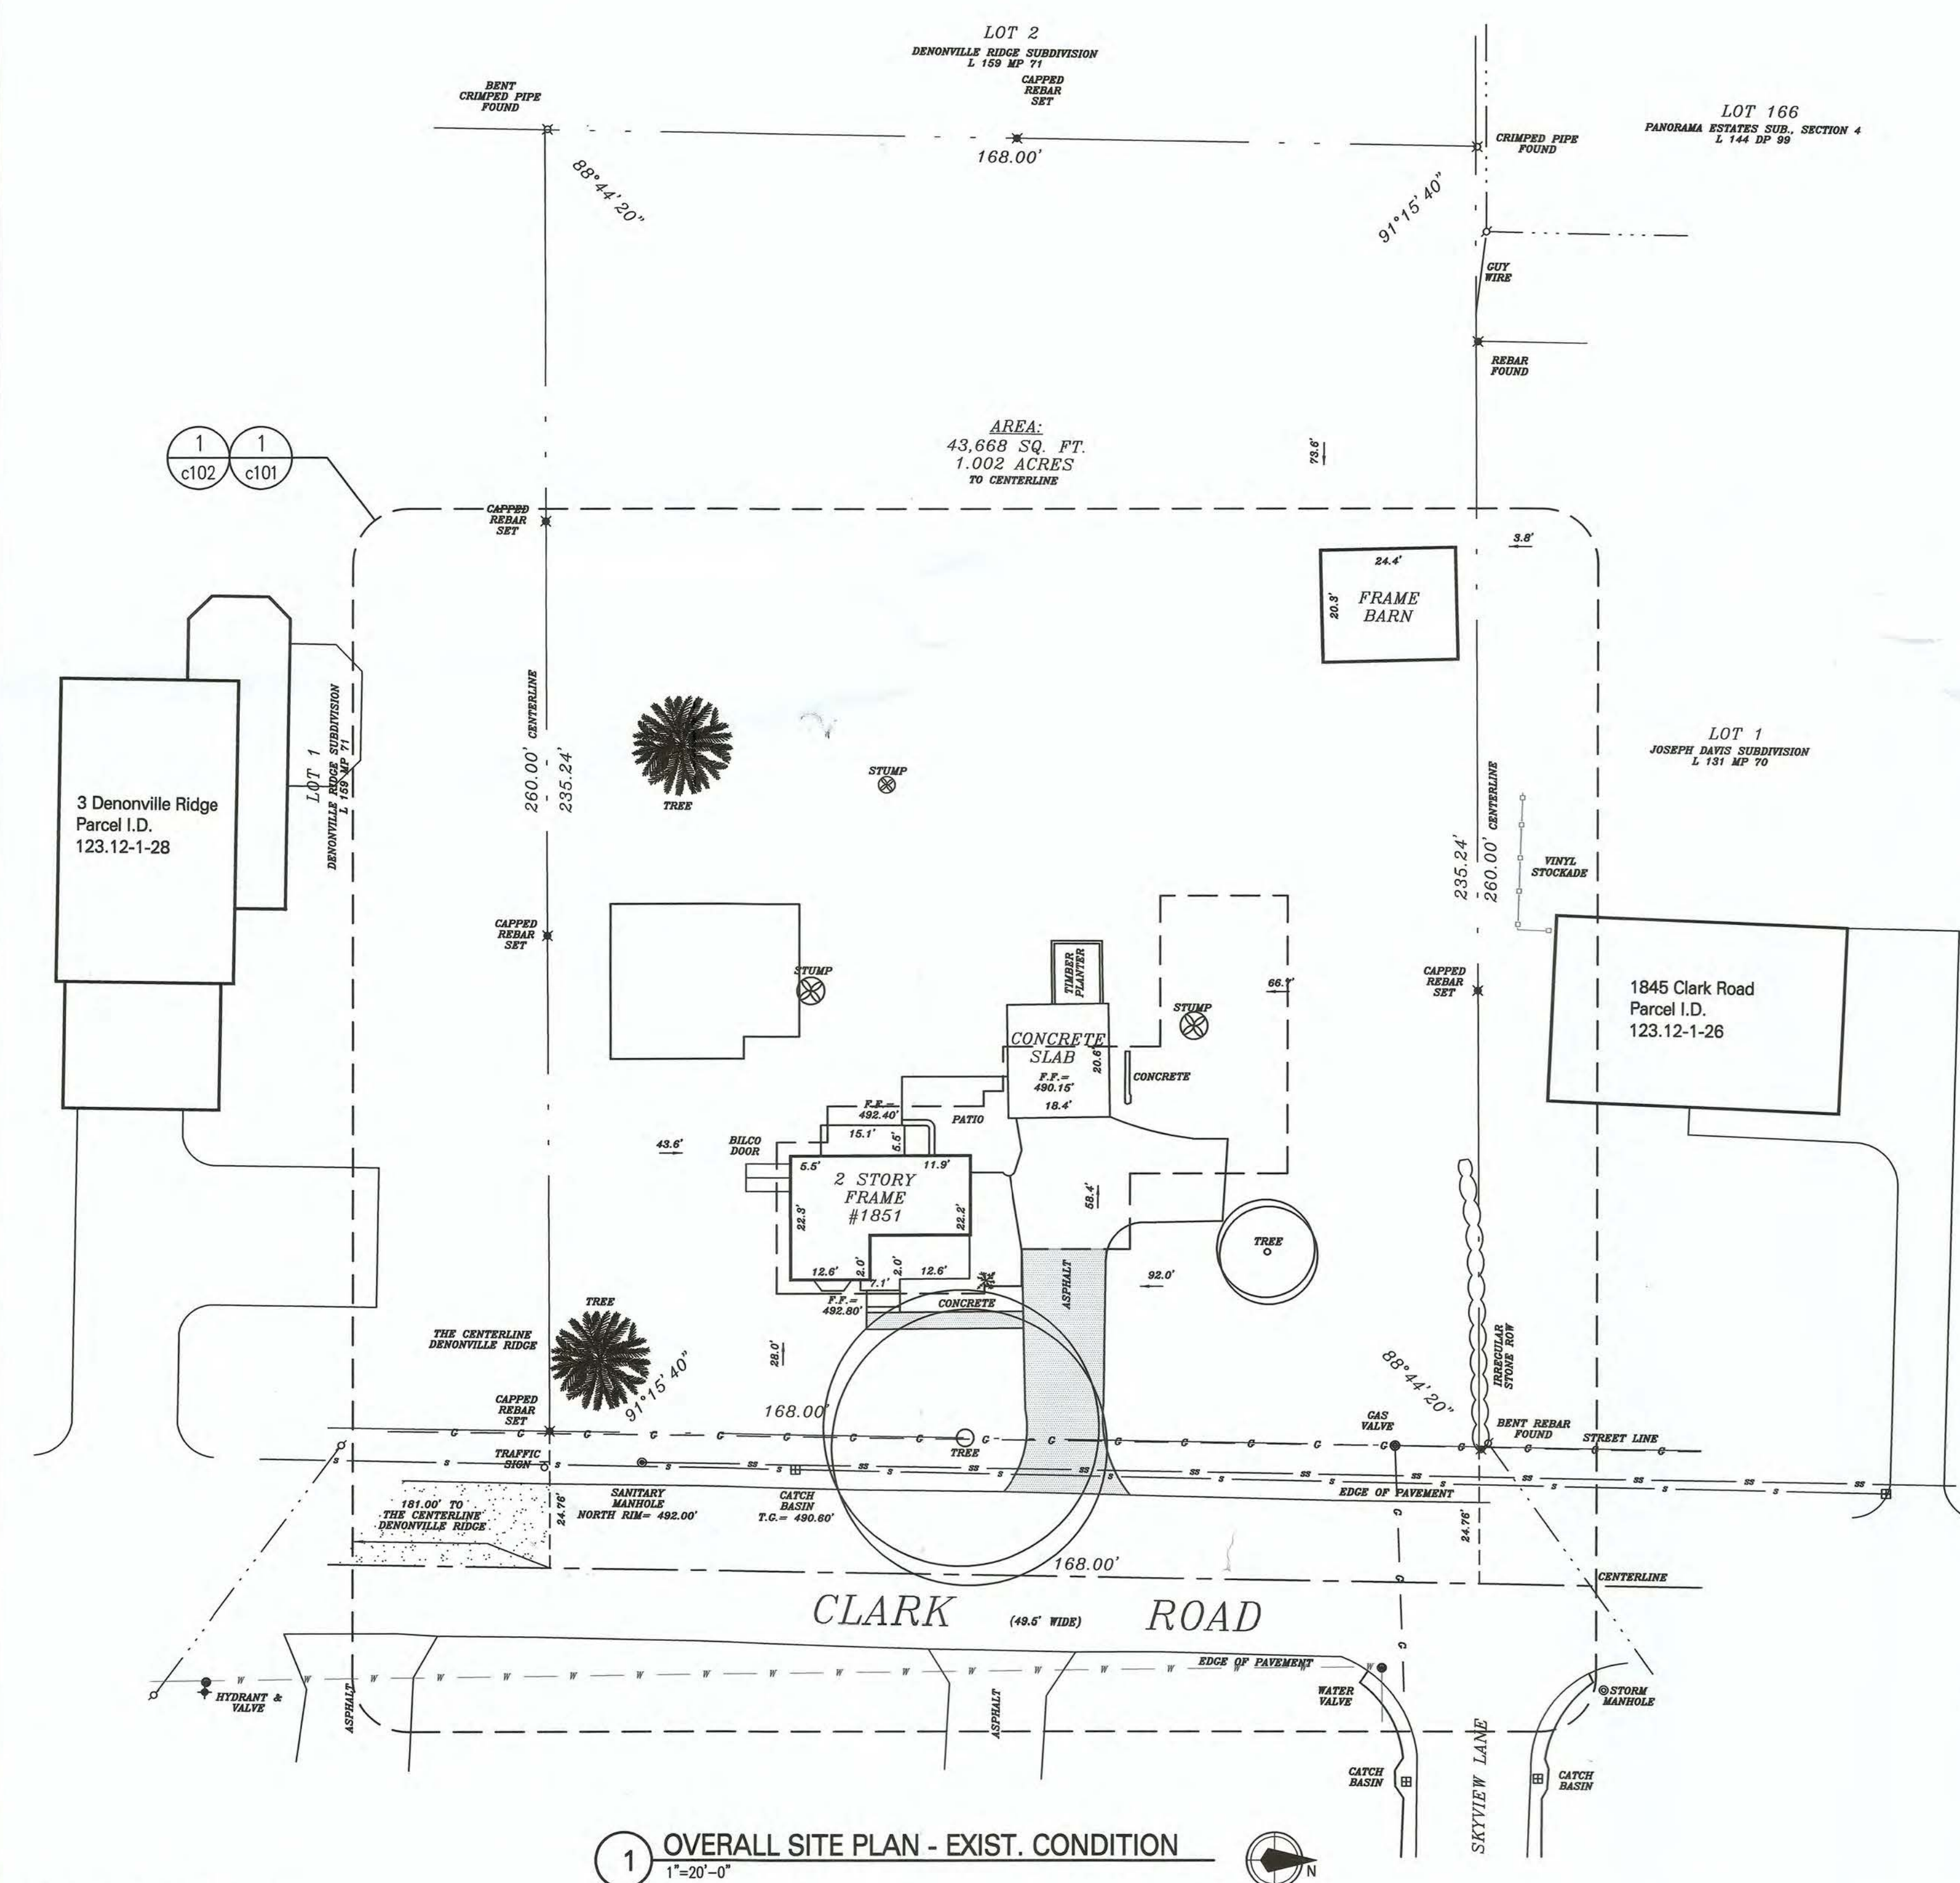 LOT 2
DENONVILLE RIDGE SUBDIVISION
L 159 MP 71
CAPPED
REBAR
SET
BENT
CRIMPED PIPE
FOUND
LOT 166
PANORAMA ESTATES SUB., SECTION 4
L 144 DP 99
CRIMPED PIPE
FOUND
168.00'
88°44'20"
91°15'40"
GUY
WIRE
REBAR
FOUND
AREA:
43,668 SQ. FT.
1.002 ACRES
TO CENTERLINE
73.6'
1
c102
1
c101
CAPPED
REBAR
SET
3.8'
24.4'
20.3'
FRAME
BARN
LOT 1
DENONVILLE RIDGE SUBDIVISION
L 159 MP 71
260.00' CENTERLINE
235.24'
TREE
STUMP
LOT 1
JOSEPH DAVIS SUBDIVISION
L 131 MP 70
3 Denonville Ridge
Parcel I.D.
123.12-1-28
235.24'
260.00' CENTERLINE
VINYL
STOCKADE
CAPPED
REBAR
SET
STUMP
TIMBER
PLANTER
66.7'
CAPPED
REBAR
SET
STUMP
1845 Clark Road
Parcel I.D.
123.12-1-26
CONCRETE
SLAB
F.F.=
490.15'
20.6'
18.4'
CONCRETE
F.F.=
492.40'
PATIO
15.1'
5.5'
43.6'
BILCO
DOOR
5.5'
11.9'
2 STORY
FRAME
#1851
22.3'
22.2'
58.4'
12.6'
2.0'
2.0'
12.6'
7.1'
F.F.=
492.80'
CONCRETE
ASPHALT
92.0'
TREE
TREE
THE CENTERLINE
DENONVILLE RIDGE
28.0'
91°15'40"
88°44'20"
IRREGULAR
STONE ROW
CAPPED
REBAR
SET
168.00'
GAS
VALVE
BENT REBAR
FOUND
STREET LINE
G G G G G G G G G G G G G G G G G G
TREE
TRAFFIC
SIGN
S S S S S S S S S S S S S S
SS SS SS SS SS SS SS SS SS SS SS
EDGE OF PAVEMENT
181.00' TO
THE CENTERLINE
DENONVILLE RIDGE
24.76'
SANITARY
MANHOLE
NORTH RIM= 492.00'
CATCH
BASIN
T.G.= 490.60'
24.76'
G
G
G
168.00'
CENTERLINE
CLARK (49.5' WIDE) ROAD
W W W W W W W W W W W W W W W W W W W
EDGE OF PAVEMENT
HYDRANT &
VALVE
ASPHALT
ASPHALT
WATER
VALVE
STORM
MANHOLE
CATCH
BASIN
SKYVIEW LANE
CATCH
BASIN
1
OVERALL SITE PLAN - EXIST. CONDITION
1"=20'-0"
N